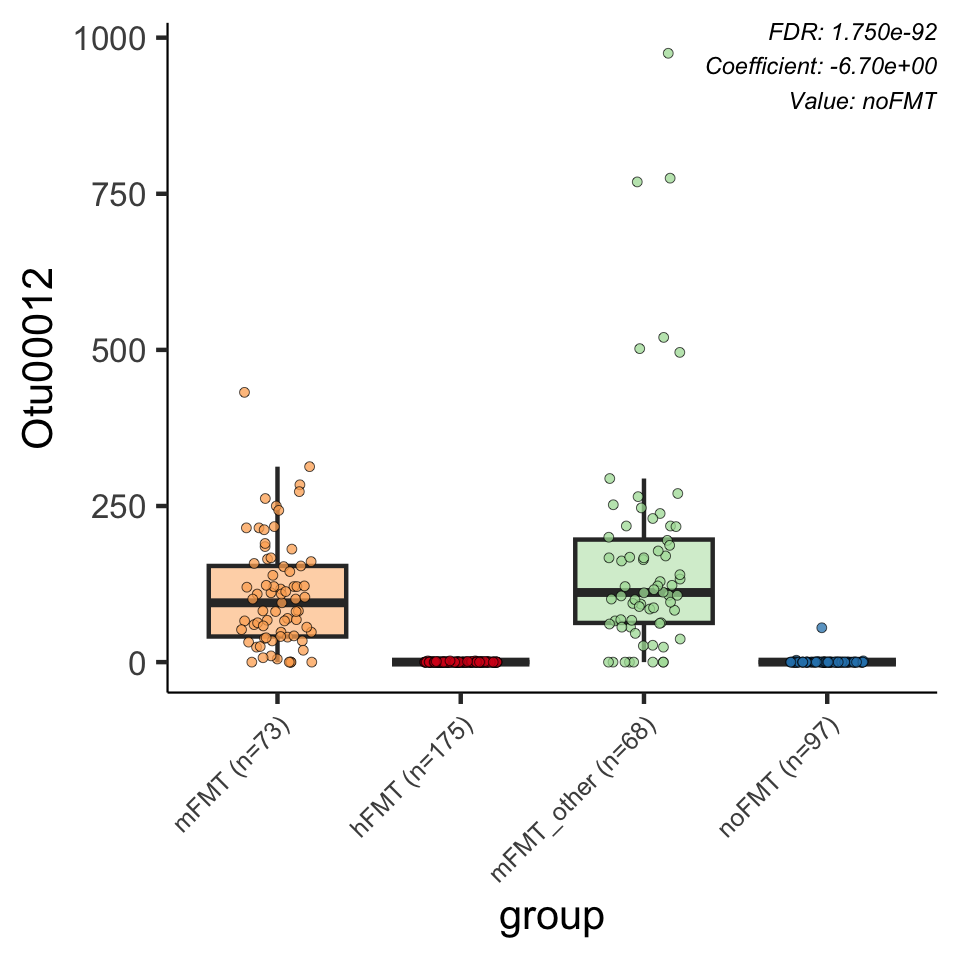 FDR: 1.750e-92
Coefficient: -6.70e+00
Value: noFMT
1000
750
500
250
0
Otu00012
mFMT (n=73)
hFMT (n=175)
mFMT_other (n=68)
noFMT (n=97)
group